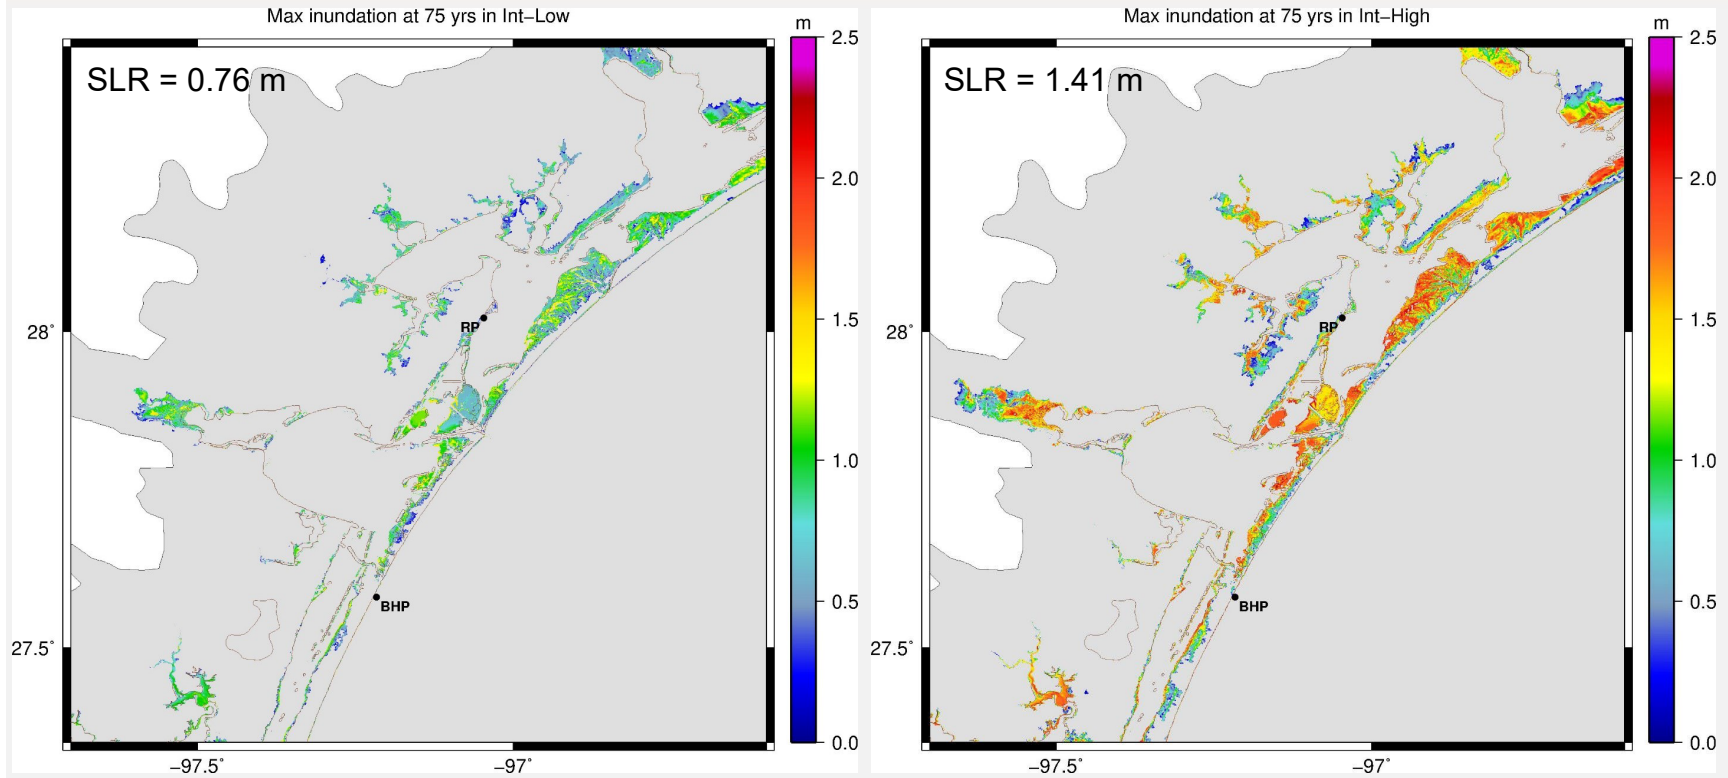 Max inundation at 75 yrs in Int-Low
m
SLR = 0.76 m
2.5
2.0
1.5
1.0
0.5
0.0
28°
27.5°
RP
BHP
-97.5°
-97°
Max inundation at 75 yrs in Int-High
m
SLR = 1.41 m
2.5
2.0
1.5
1.0
0.5
0.0
28°
27.5°
RP
BHP
-97.5°
-97°